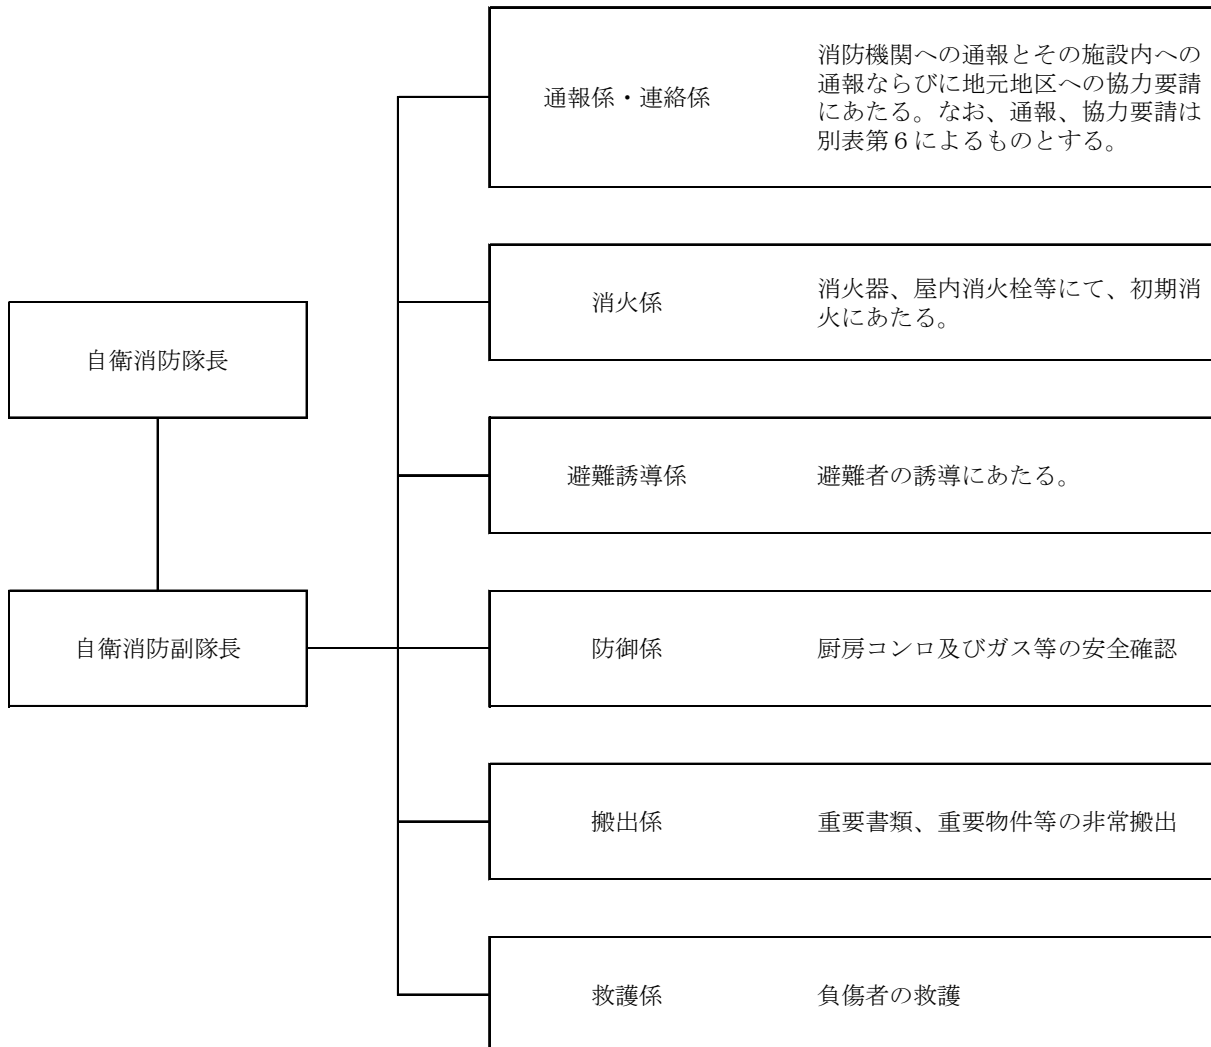 通報係・連絡係
消防機関への通報とその施設内への
通報ならびに地元地区への協力要請
にあたる。なお、通報、協力要請は
別表第６によるものとする。
消火係
消火器、屋内消火栓等にて、初期消
火にあたる。
自衛消防隊長
避難誘導係
避難者の誘導にあたる。
自衛消防副隊長
防御係
厨房コンロ及びガス等の安全確認
搬出係
重要書類、重要物件等の非常搬出
救護係
負傷者の救護